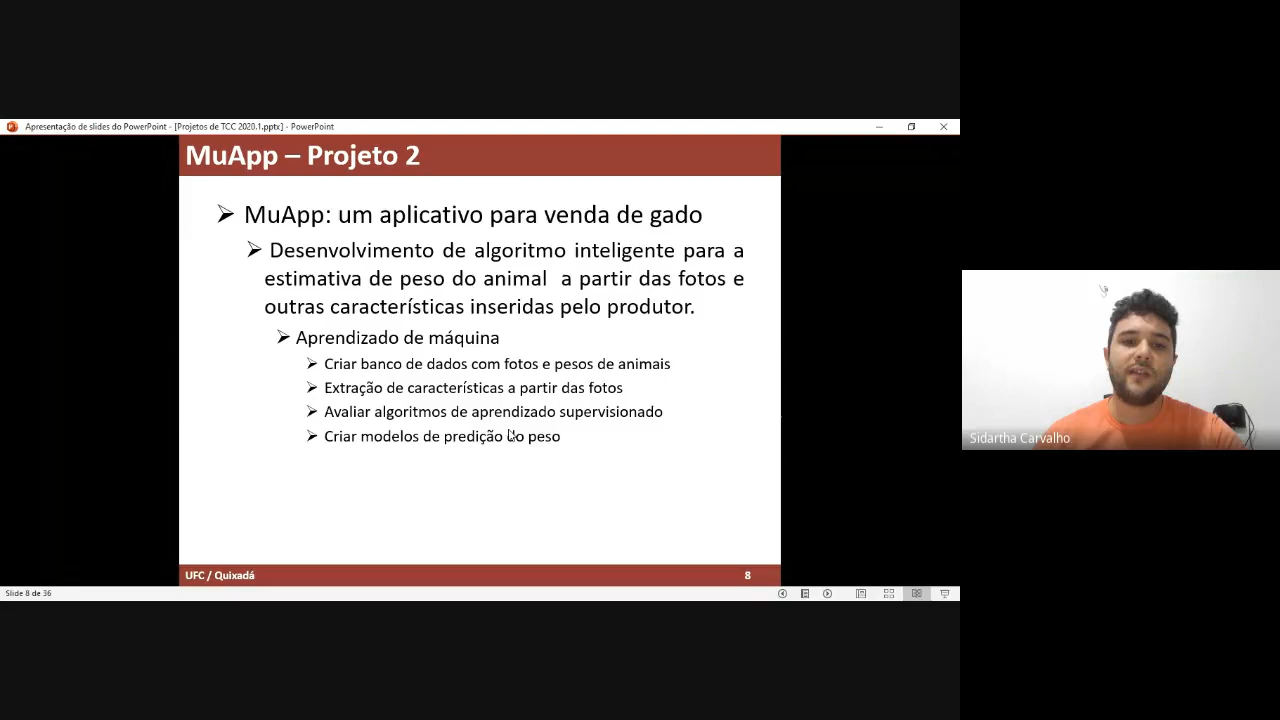 Apresentação de slides do PowerPoint - [Projetos de TCC 2020.1.pptx] - PowerPoint
MuApp – Projeto 2
MuApp: um aplicativo para venda de gado
Desenvolvimento de algoritmo inteligente para a
estimativa de peso do animal a partir das fotos e
outras características inseridas pelo produtor.
Aprendizado de máquina
Criar banco de dados com fotos e pesos de animais
Extração de características a partir das fotos
Avaliar algoritmos de aprendizado supervisionado
Criar modelos de predição do peso
UFC / Quixadá 8
Slide 8 de 36
Sidartha Carvalho